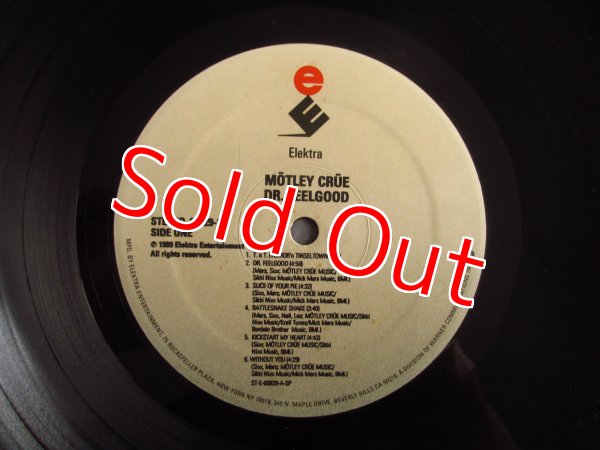 e
Elektra
MÖTLEY CRÜE
DR. FEELGOOD
SIDE ONE
℗ 1989 Elektra Entertainment
All rights reserved.
1. T. n T. TINSELTOWN
2. DR. FEELGOOD (4:50)
(Mars, Sixx; MÖTLEY CRÜE MUSIC/
Sikki Nixx Music/Mick Mars Music, BMI.)
3. SLICE OF YOUR PIE (4:32)
(Sixx, Mars; MÖTLEY CRÜE MUSIC/
Sikki Nixx Music/Mick Mars Music, BMI.)
4. RATTLESNAKE SHAKE (3:40)
(Mars, Sixx, Neil, Lee; MÖTLEY CRÜE MUSIC/Sikki
Nixx Music/Krell Tunes/Mick Mars Music/
Bordelo Brother Music, BMI.)
5. KICKSTART MY HEART (4:43)
(Sixx; MÖTLEY CRÜE MUSIC/Sikki
Nixx Music, BMI.)
6. WITHOUT YOU (4:29)
(Sixx, Mars; MÖTLEY CRÜE MUSIC/
Sikki Nixx Music/Mick Mars Music, BMI.)
ST-E-60829-A-SP
MFG. BY ELEKTRA ENTERTAINMENT, 75 ROCKEFELLER PLAZA, NEW YORK NY 10019, 345 N. MAPLE DRIVE, BEVERLY HILLS CA 90210. A DIVISION OF WARNER
Sold Out